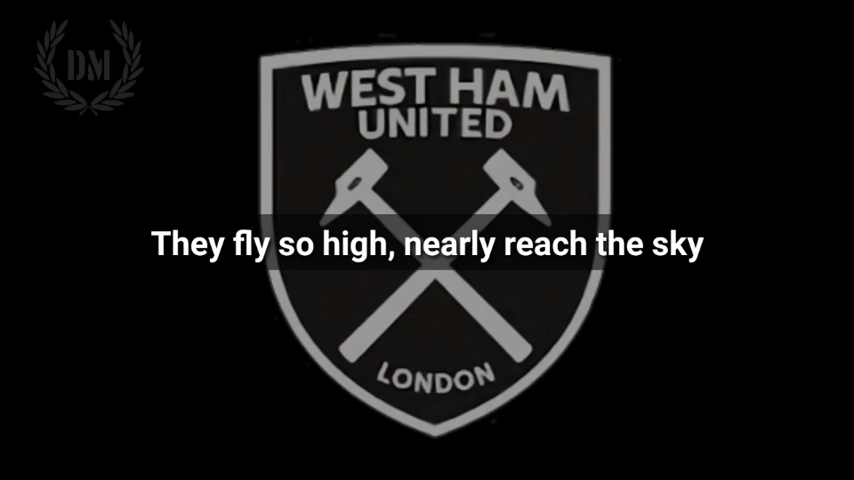 DM
WEST HAM
UNITED
They fly so high, nearly reach the sky
LONDON